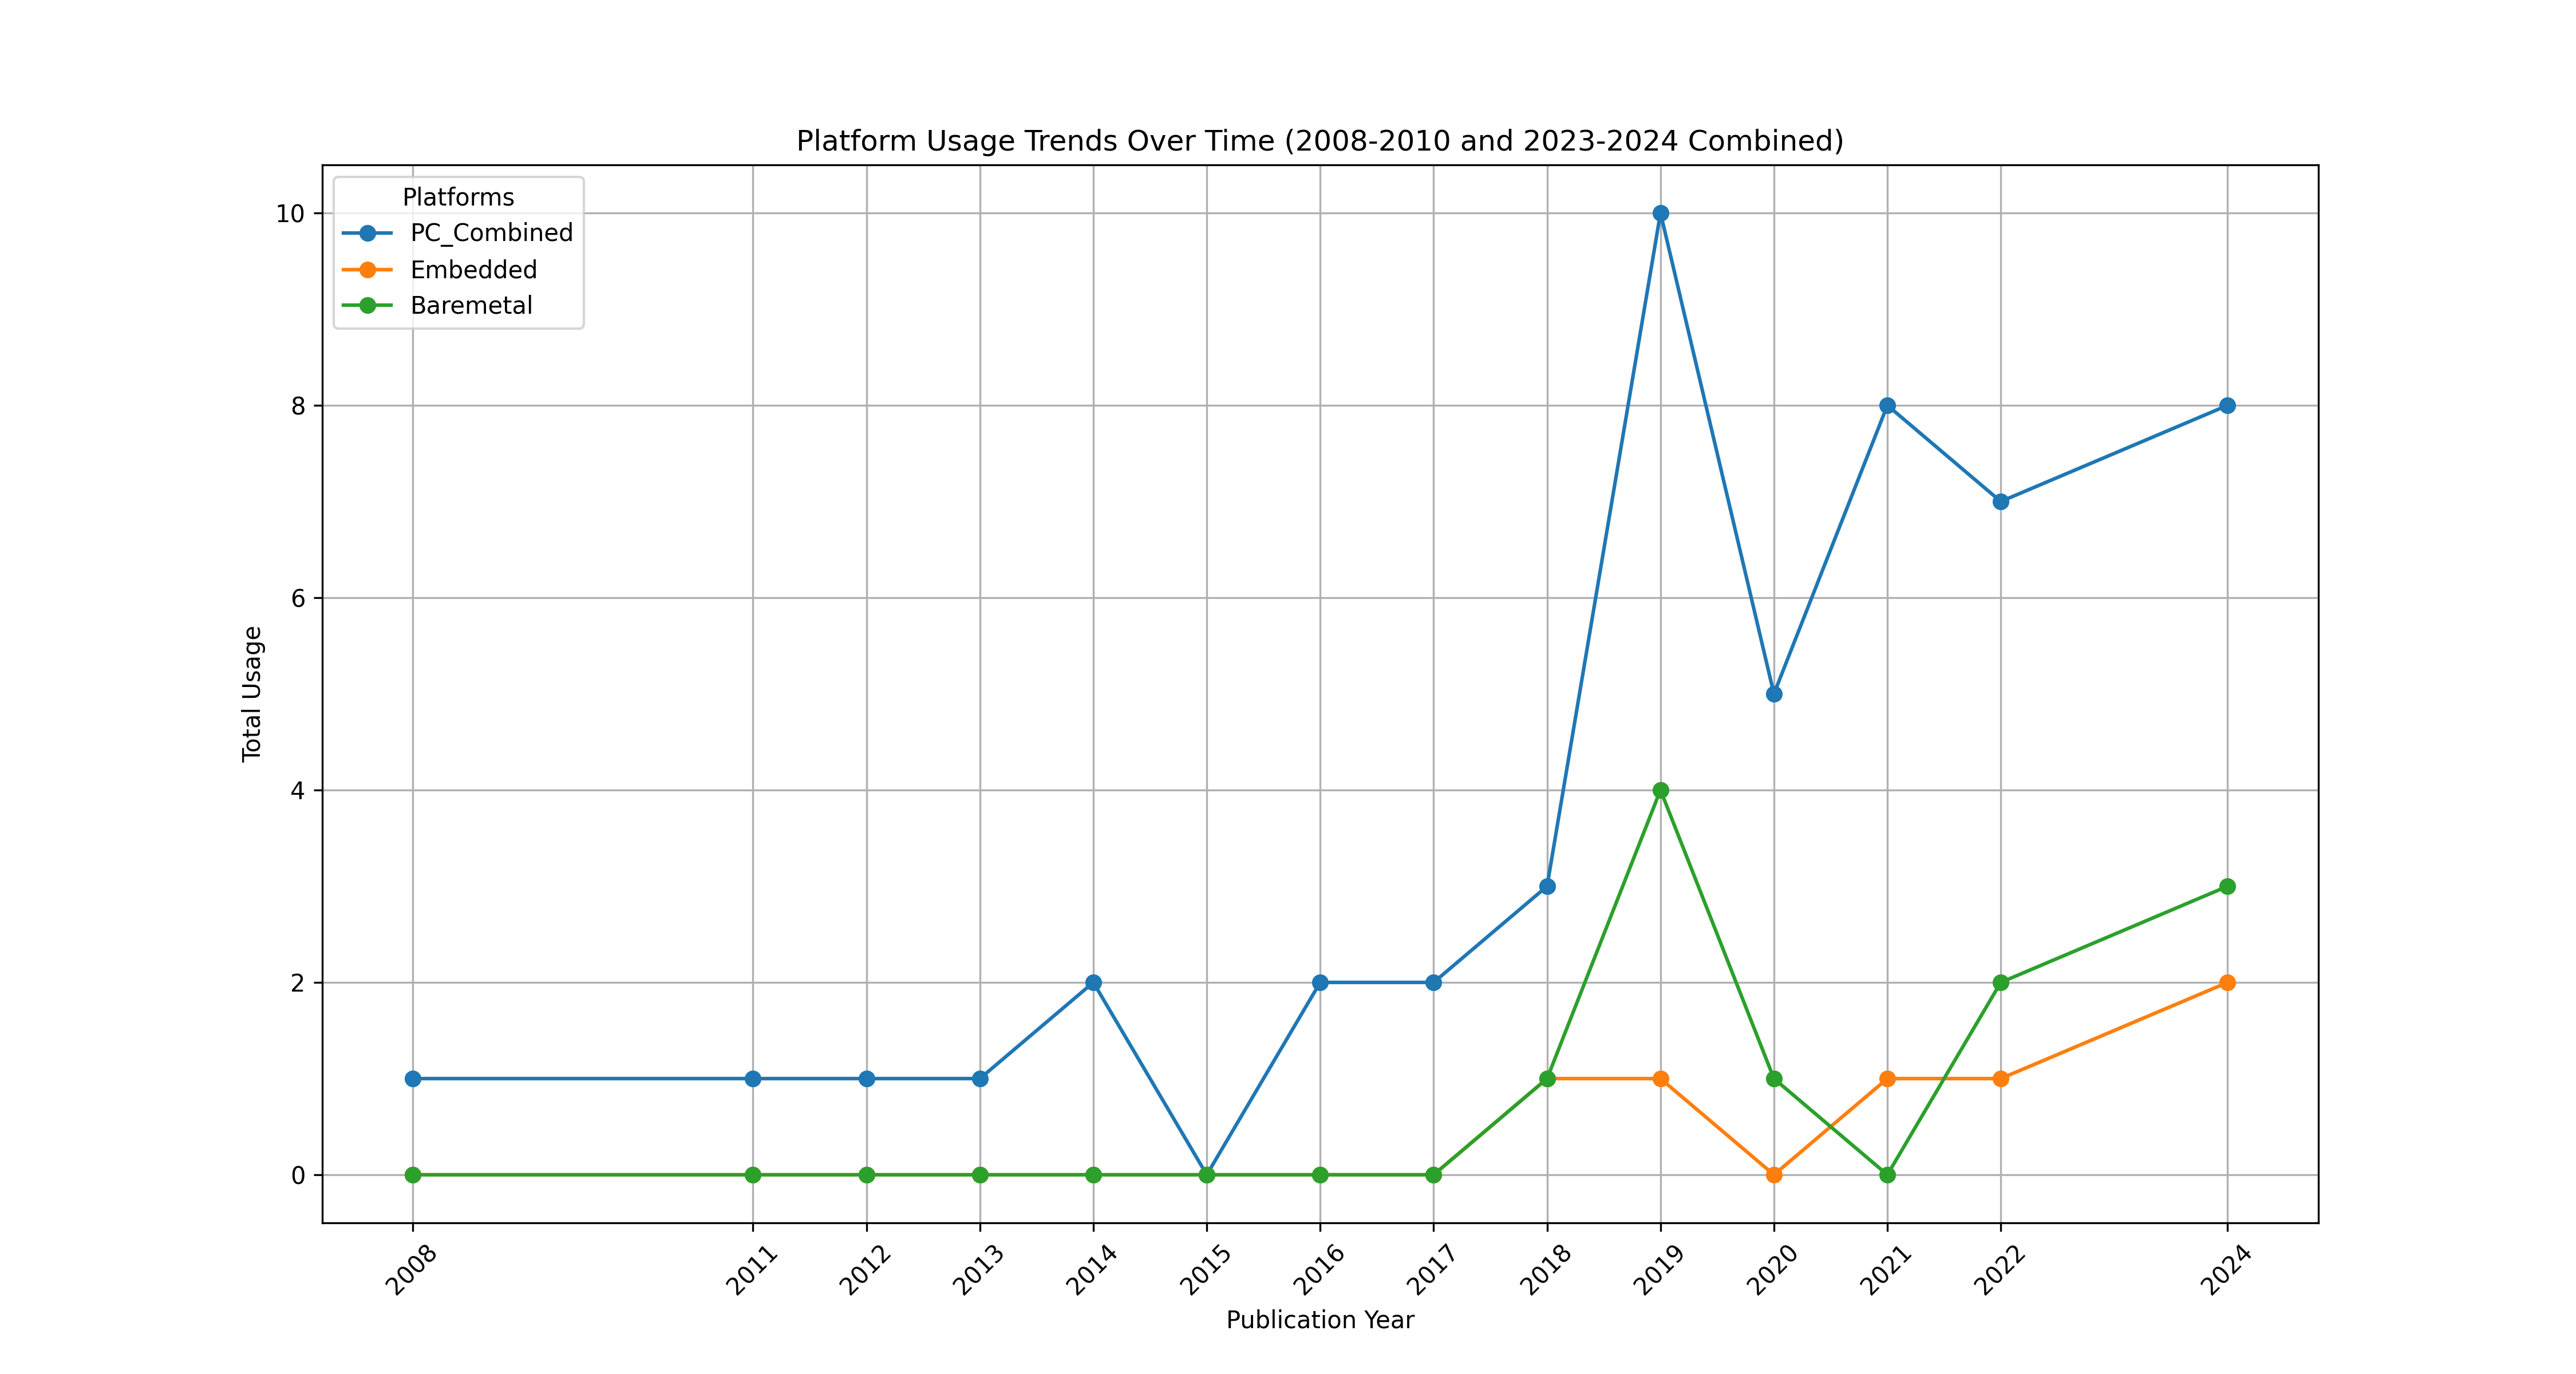 Platform Usage Trends Over Time (2008-2010 and 2023-2024 Combined)
Platforms
PC_Combined
Embedded
Baremetal
10
8
6
4
2
0
Total Usage
2008
2011
2012
2013
2014
2015
2016
2017
2018
2019
2020
2021
2022
2024
Publication Year